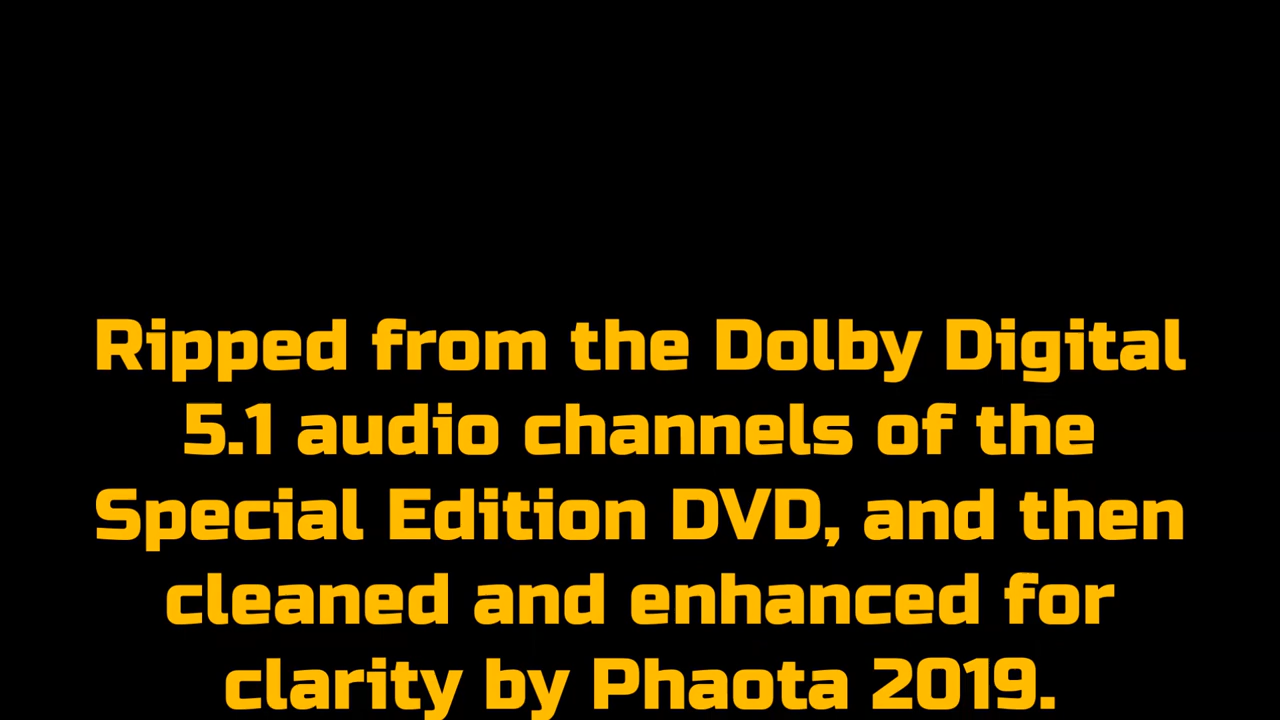 Ripped from the Dolby Digital
5.1 audio channels of the
Special Edition DVD, and then
cleaned and enhanced for
clarity by Phaota 2019.